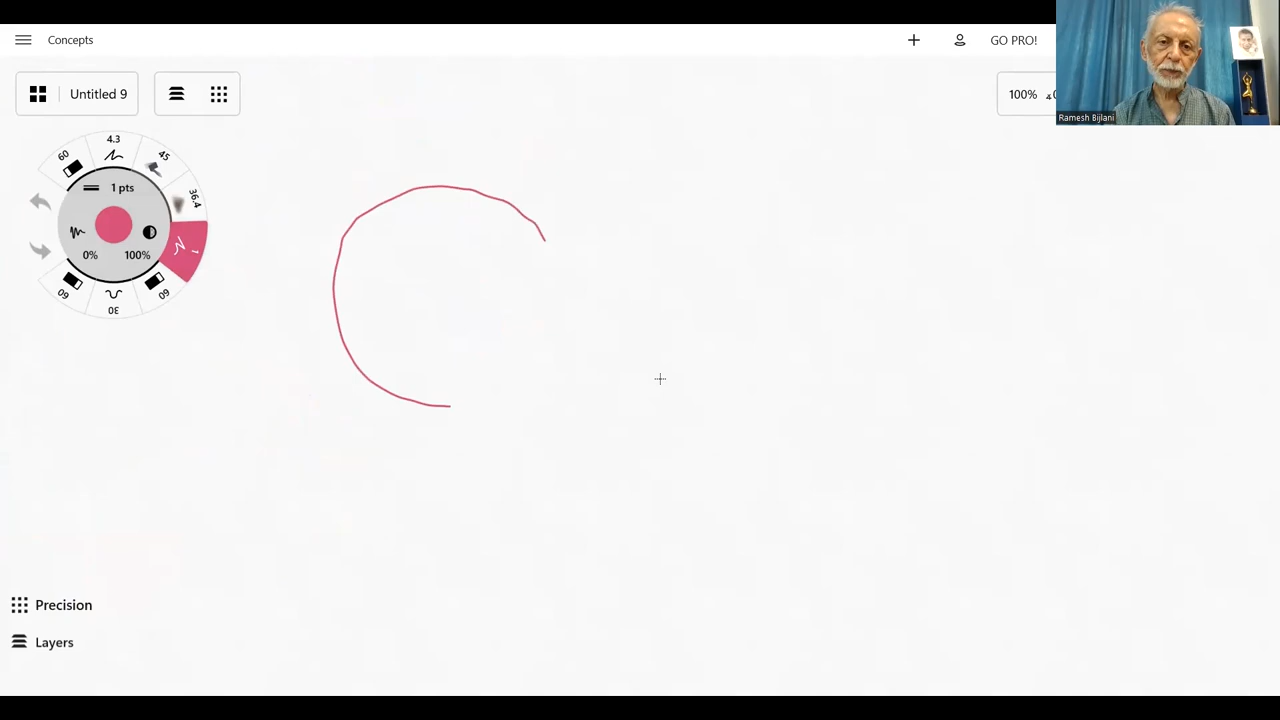 Concepts
GO PRO!
Untitled 9
100%
Ramesh Bijlani
60
4.3
45
36.4
1 pts
0%
100%
1
60
30
60
Precision
Layers